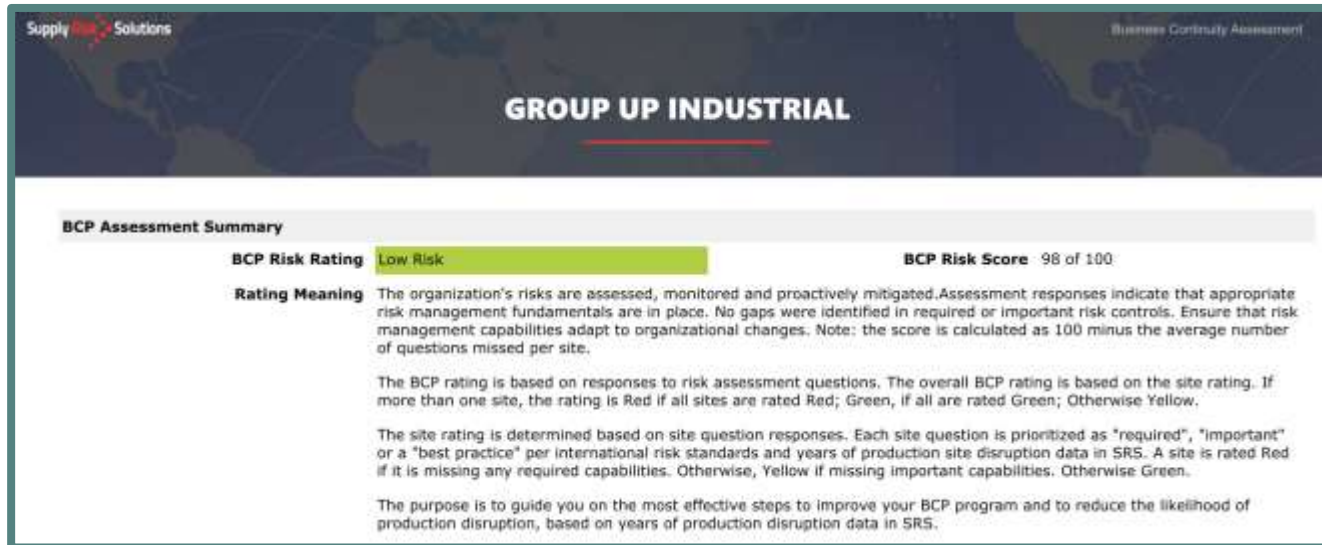 Supply Risk Solutions
Business Continuity Assessment
GROUP UP INDUSTRIAL
BCP Assessment Summary
BCP Risk Rating Low Risk BCP Risk Score 98 of 100
Rating Meaning The organization's risks are assessed, monitored and proactively mitigated.Assessment responses indicate that appropriate
risk management fundamentals are in place. No gaps were identified in required or important risk controls. Ensure that risk
management capabilities adapt to organizational changes. Note: the score is calculated as 100 minus the average number
of questions missed per site.
The BCP rating is based on responses to risk assessment questions. The overall BCP rating is based on the site rating. If
more than one site, the rating is Red if all sites are rated Red; Green, if all are rated Green; Otherwise Yellow.
The site rating is determined based on site question responses. Each site question is prioritized as "required", "important"
or a "best practice" per international risk standards and years of production site disruption data in SRS. A site is rated Red
if it is missing any required capabilities. Otherwise, Yellow if missing important capabilities. Otherwise Green.
The purpose is to guide you on the most effective steps to improve your BCP program and to reduce the likelihood of
production disruption, based on years of production disruption data in SRS.